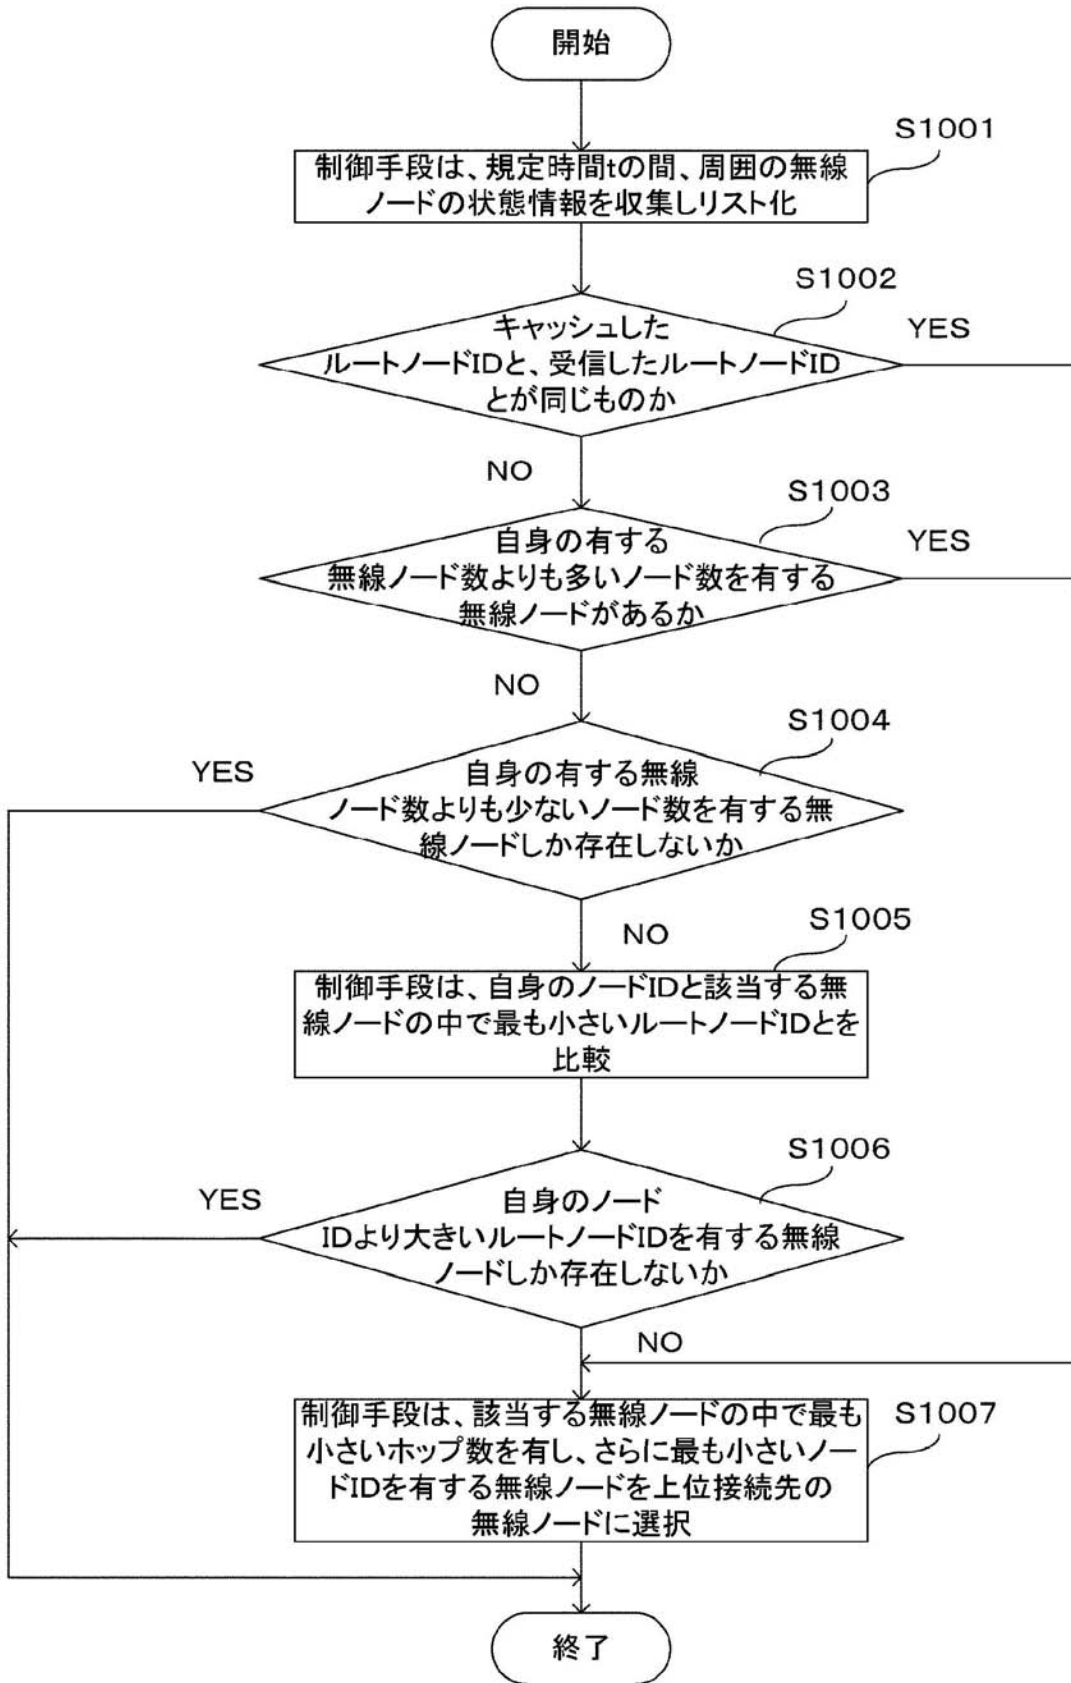 開始
S1001
制御手段は、規定時間tの間、周囲の無線
ノードの状態情報を収集しリスト化
S1002
キャッシュした
ルートノードIDと、受信したルートノードID
とが同じものか
YES
NO
S1003
自身の有する
無線ノード数よりも多いノード数を有する
無線ノードがあるか
YES
NO
S1004
自身の有する無線
ノード数よりも少ないノード数を有する無
線ノードしか存在しないか
YES
NO
S1005
制御手段は、自身のノードIDと該当する無
線ノードの中で最も小さいルートノードIDとを
比較
S1006
自身のノード
IDより大きいルートノードIDを有する無線
ノードしか存在しないか
YES
NO
S1007
制御手段は、該当する無線ノードの中で最も
小さいホップ数を有し、さらに最も小さいノー
ドIDを有する無線ノードを上位接続先の
無線ノードに選択
終了